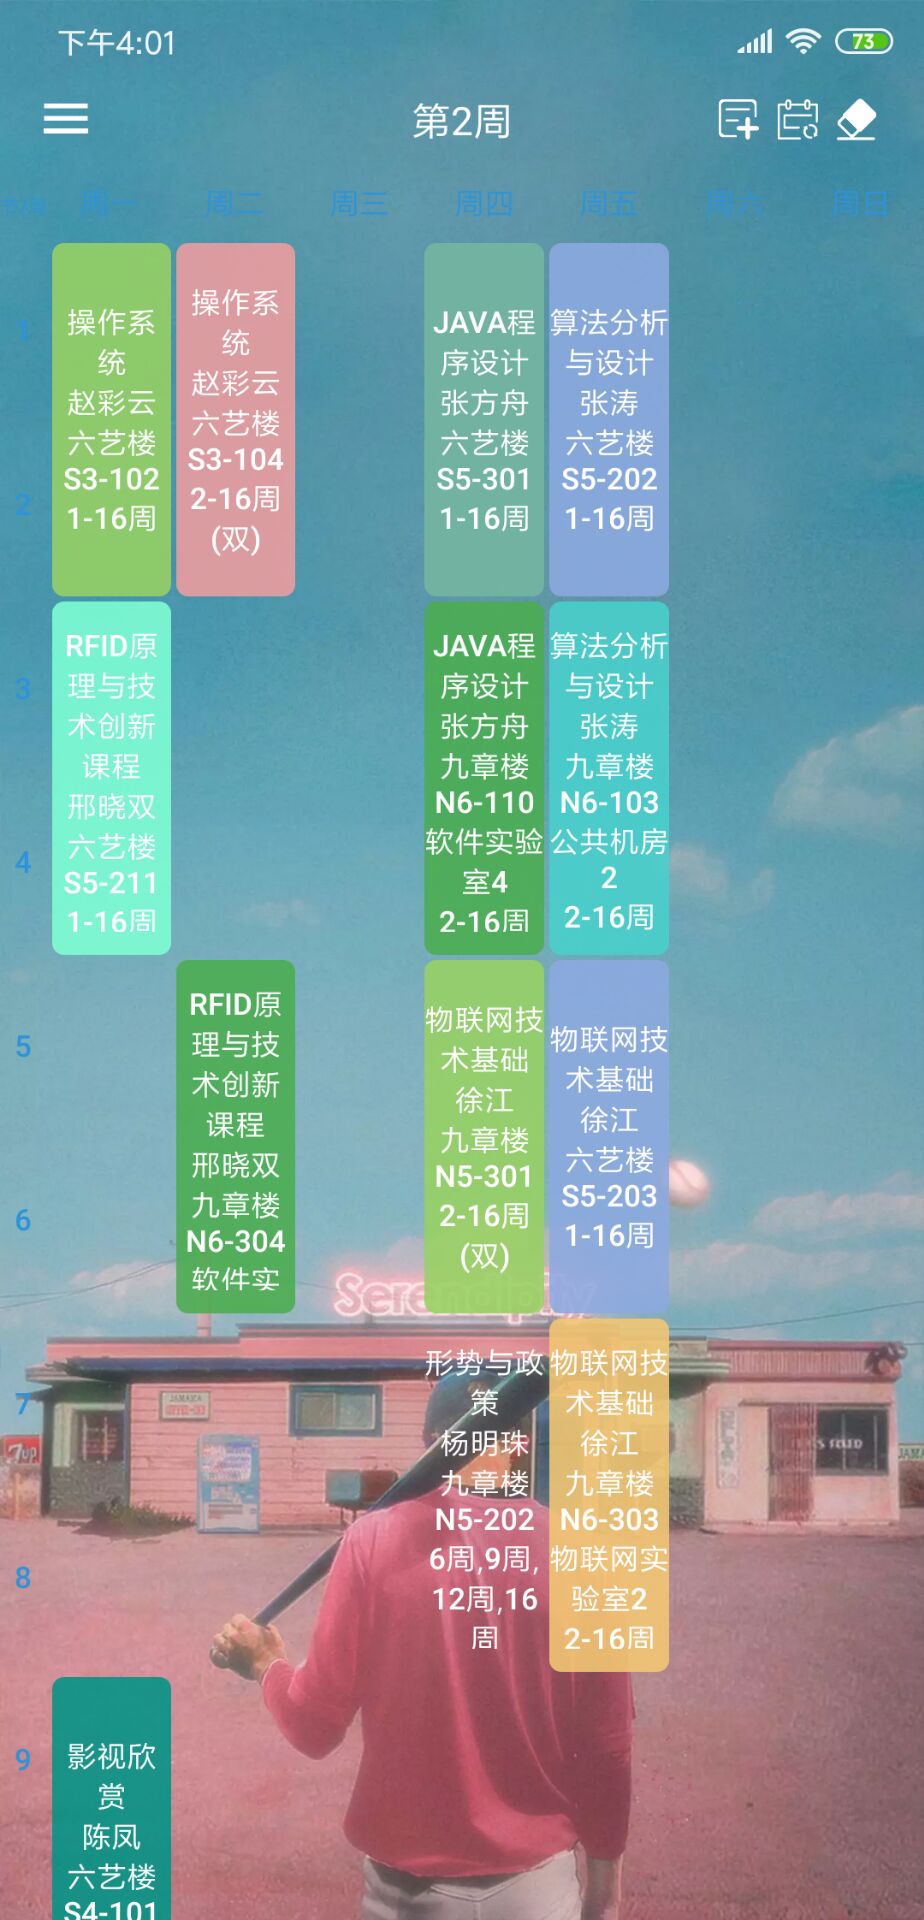 下午4:01
73
第2周
节/周 周一 周二 周三 周四 周五 周六 周日
1
2
3
4
5
6
7
8
9
操作系
统
赵彩云
六艺楼
S3-102
1-16周
RFID原
理与技
术创新
课程
邢晓双
六艺楼
S5-211
1-16周
影视欣
赏
陈凤
六艺楼
S4-101
操作系
统
赵彩云
六艺楼
S3-104
2-16周
(双)
RFID原
理与技
术创新
课程
邢晓双
九章楼
N6-304
软件实
JAVA程
序设计
张方舟
六艺楼
S5-301
1-16周
JAVA程
序设计
张方舟
九章楼
N6-110
软件实验
室4
2-16周
物联网技
术基础
徐江
九章楼
N5-301
2-16周
(双)
形势与政
策
杨明珠
九章楼
N5-202
6周,9周,
12周,16
周
算法分析
与设计
张涛
六艺楼
S5-202
1-16周
算法分析
与设计
张涛
九章楼
N6-103
公共机房
2
2-16周
物联网技
术基础
徐江
六艺楼
S5-203
1-16周
物联网技
术基础
徐江
九章楼
N6-303
物联网实
验室2
2-16周
Serendipity
7up
JAMAICA